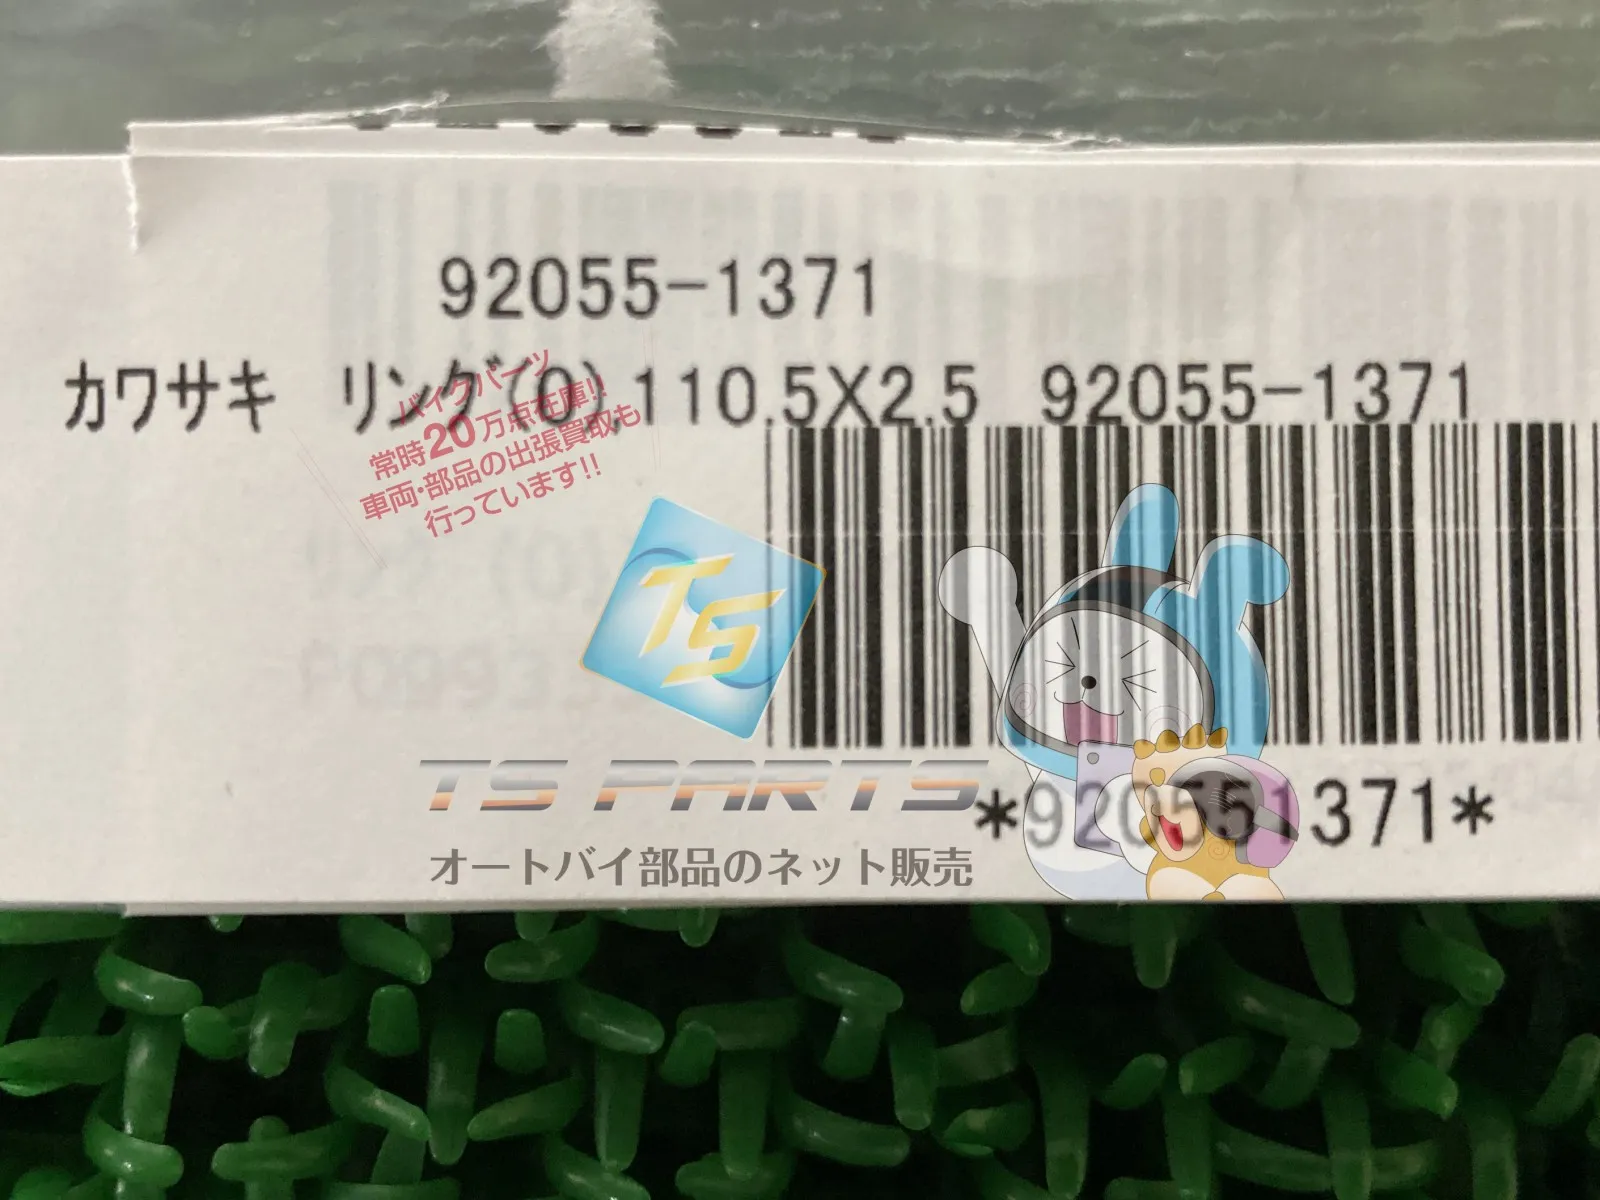 92055-1371
カワサキ リング(O),110.5X2.5 92055-1371
バイクパーツ
常時20万点在庫!!
車両・部品の出張買取も
行っています!!
TS
TS PARTS
*920551371*
オートバイ部品のネット販売